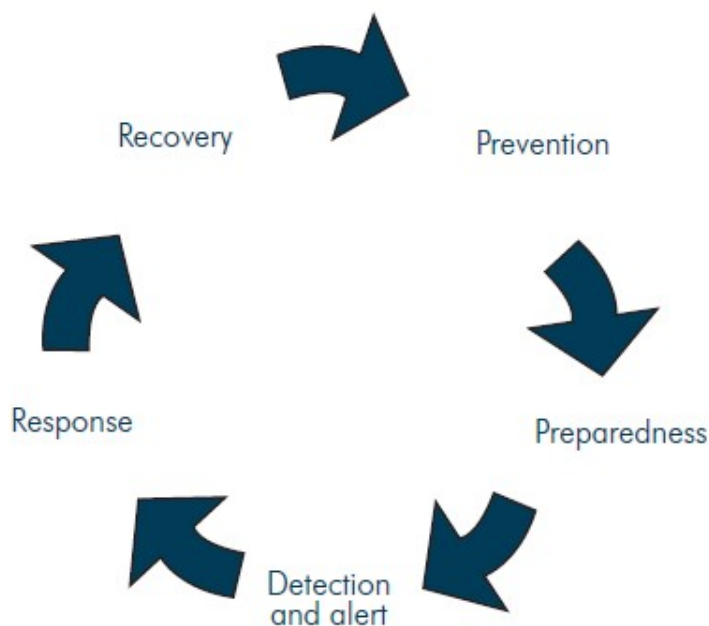 Recovery
Prevention
Response
Preparedness
Detection
and alert